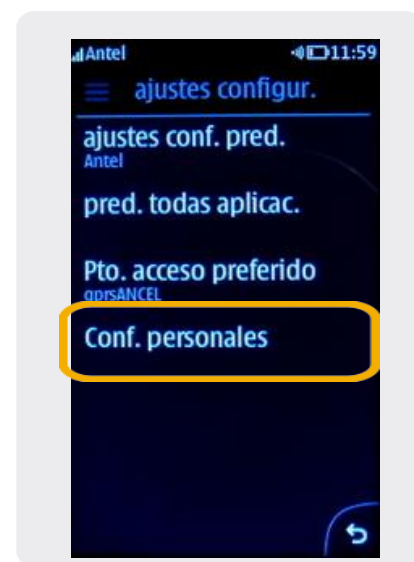 Antel 11:59
ajustes configur.
ajustes conf. pred.
Antel
pred. todas aplicac.
Pto. acceso preferido
gprsANCEL
Conf. personales